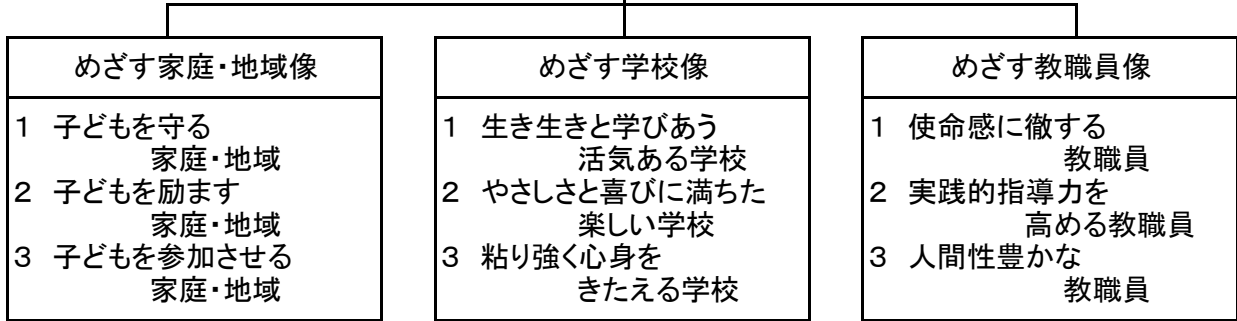 めざす家庭・地域像
1 子どもを守る
家庭・地域
2 子どもを励ます
家庭・地域
3 子どもを参加させる
家庭・地域
めざす学校像
1 生き生きと学びあう
活気ある学校
2 やさしさと喜びに満ちた
楽しい学校
3 粘り強く心身を
きたえる学校
めざす教職員像
1 使命感に徹する
教職員
2 実践的指導力を
高める教職員
3 人間性豊かな
教職員